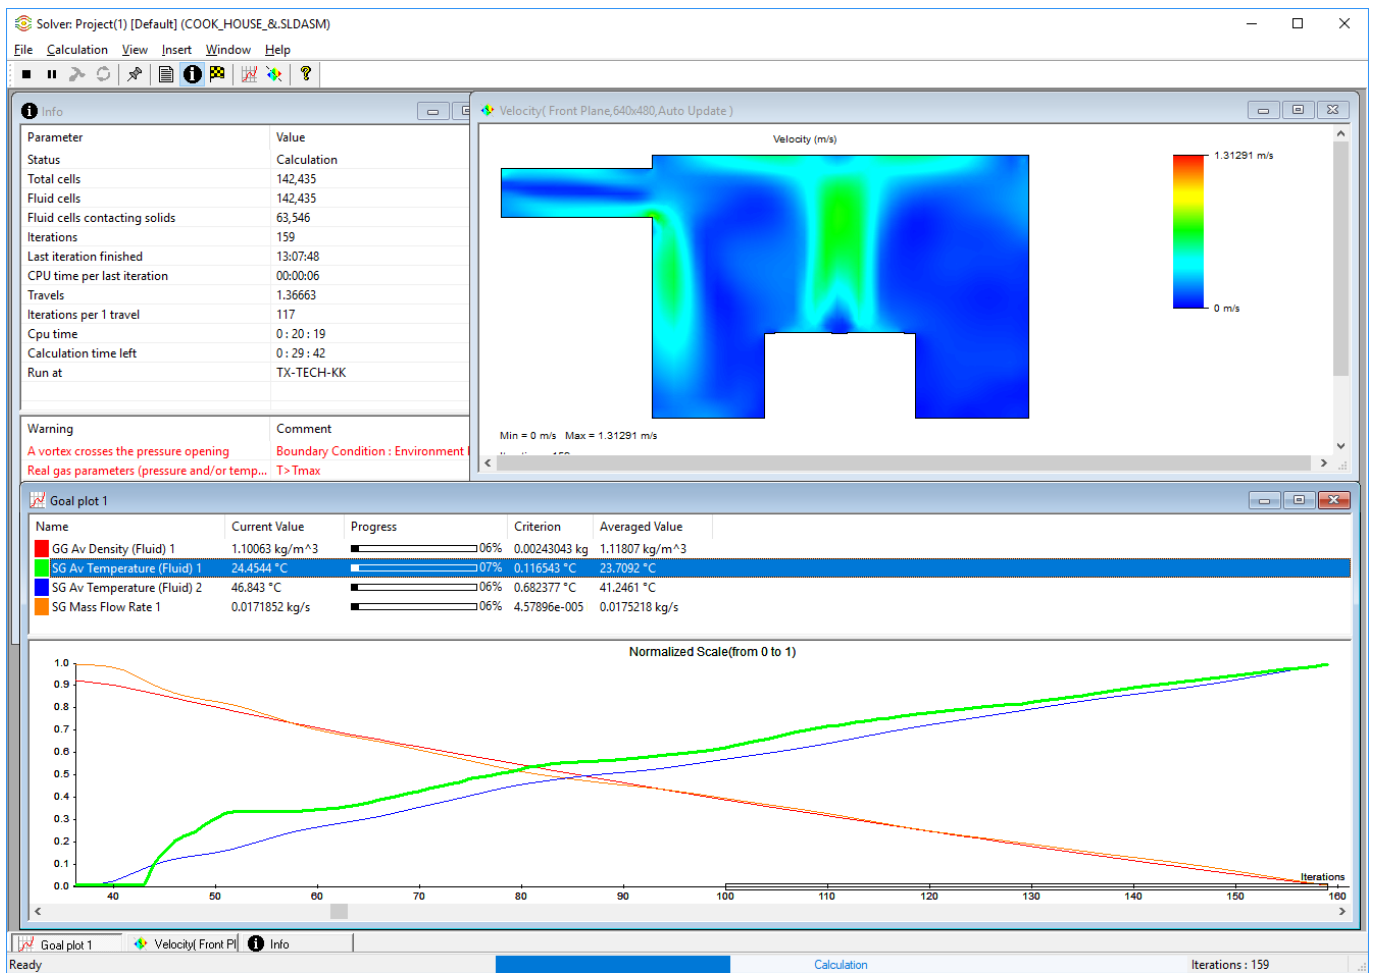 Solver: Project(1) [Default] (COOK_HOUSE_&.SLDASM)
File Calculation View Insert Window Help
Info
Parameter Value
Status Calculation
Total cells 142,435
Fluid cells 142,435
Fluid cells contacting solids 63,546
Iterations 159
Last iteration finished 13:07:48
CPU time per last iteration 00:00:06
Travels 1.36663
Iterations per 1 travel 117
Cpu time 0 : 20 : 19
Calculation time left 0 : 29 : 42
Run at TX-TECH-KK
Warning Comment
A vortex crosses the pressure opening Boundary Condition : Environment
Real gas parameters (pressure and/or temp... T>Tmax
Velocity( Front Plane,640x480,Auto Update )
Velocity (m/s)
1.31291 m/s
0 m/s
Min = 0 m/s Max = 1.31291 m/s
Goal plot 1
Name Current Value Progress Criterion Averaged Value
GG Av Density (Fluid) 1 1.10063 kg/m^3 06% 0.00243043 kg 1.11807 kg/m^3
SG Av Temperature (Fluid) 1 24.4544 °C 07% 0.116543 °C 23.7092 °C
SG Av Temperature (Fluid) 2 46.843 °C 06% 0.682377 °C 41.2461 °C
SG Mass Flow Rate 1 0.0171852 kg/s 06% 4.57896e-005 0.0175218 kg/s
Normalized Scale(from 0 to 1)
1.0
0.9
0.8
0.7
0.6
0.5
0.4
0.3
0.2
0.1
0.0
Iterations
40 50 60 70 80 90 100 110 120 130 140 150 160
Goal plot 1 Velocity( Front Pl Info
Ready Calculation Iterations : 159